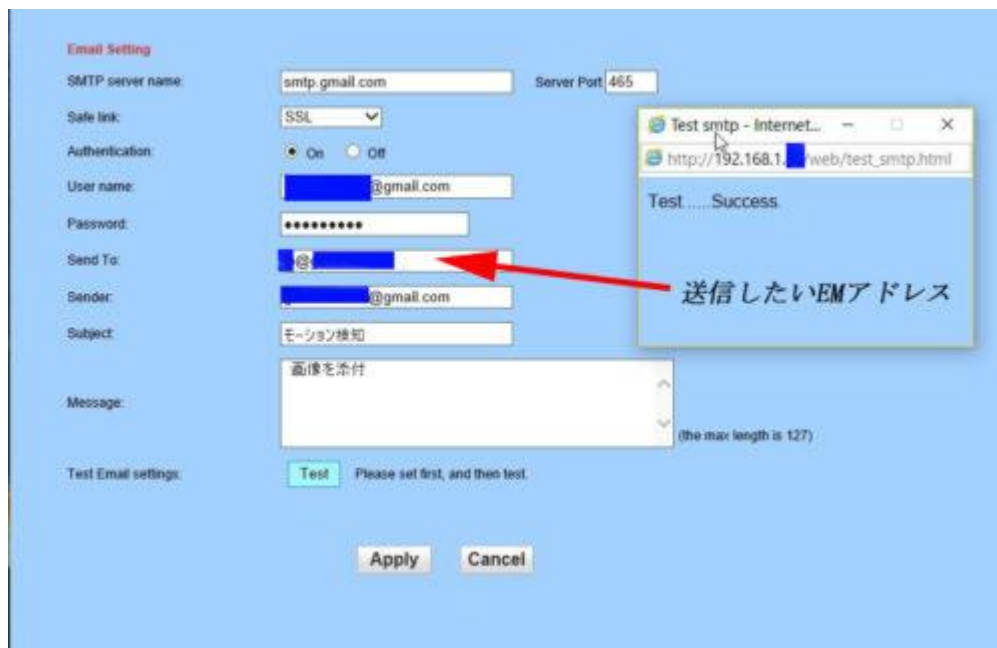 Email Setting
SMTP server name: smtp.gmail.com Server Port 465
Safe link: SSL
Authentication: On Off
User name: @gmail.com
Password: •••••••••
Send To: @
Sender: @gmail.com
Subject: モーション検知
Message: 画像を添付
(the max length is 127)
Test Email settings: Test Please set first, and then test.
Apply Cancel
Test smtp - Internet...
http://192.168.1. /web/test_smtp.html
Test......Success.
送信したいEMアドレス